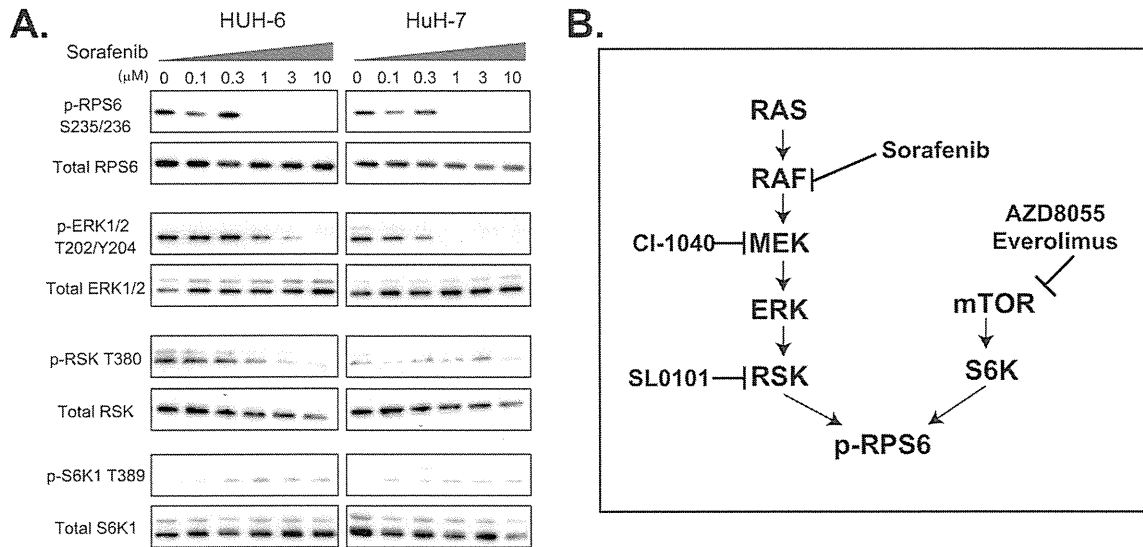 A.
HUH-6 HuH-7
Sorafenib
(μM) 0 0.1 0.3 1 3 10 0 0.1 0.3 1 3 10
p-RPS6
S235/236
Total RPS6
p-ERK1/2
T202/Y204
Total ERK1/2
p-RSK T380
Total RSK
p-S6K1 T389
Total S6K1
B.
RAS
Sorafenib
RAF
AZD8055
Everolimus
CI-1040
MEK
ERK
mTOR
SL0101
RSK
S6K
p-RPS6